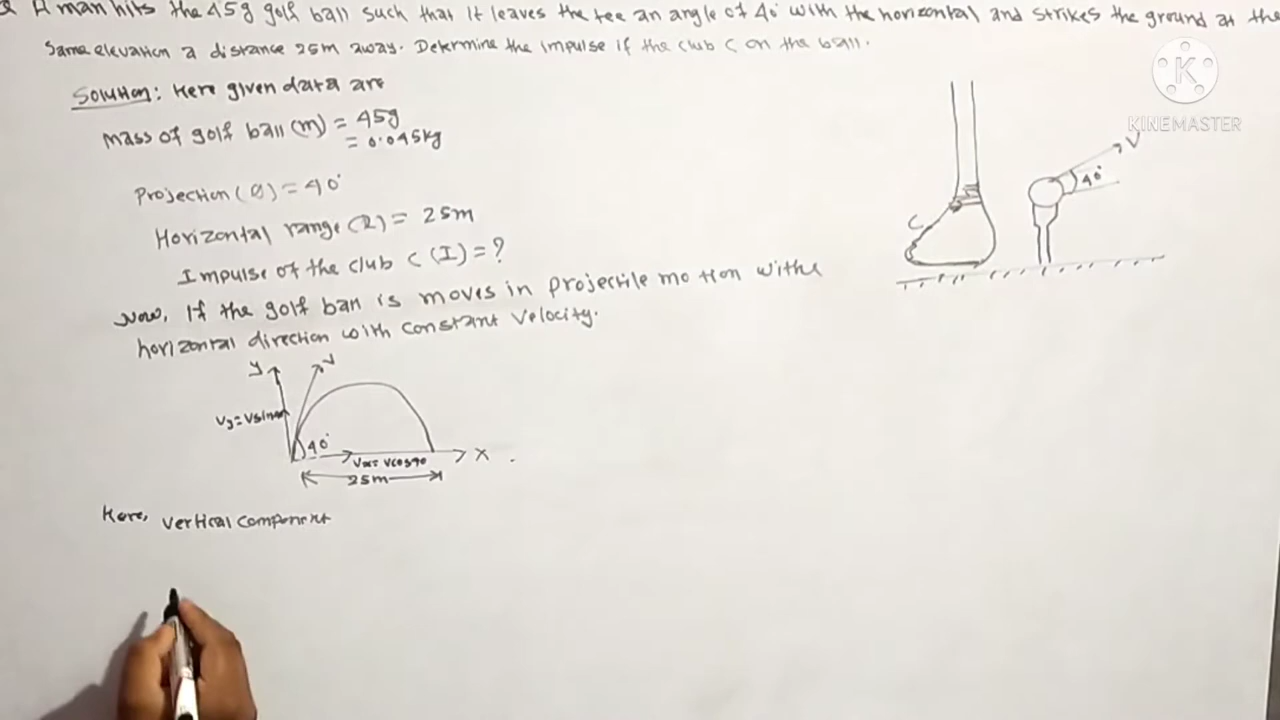 A man hits the 45g golf ball such that it leaves the tee an angle of 40° with the horizontal and strikes the ground at the
same elevation a distance 25m away. Determine the impulse if the club C on the ball.
Solution: Here given data are
mass of golf ball (m) = 45g
= 0.045kg
Projection (θ) = 40°
Horizontal range (R) = 25m
Impulse of the club C (I) = ?
Now, If the golf ball is moves in projectile motion withe
horizontal direction with constant velocity.
y
V
Vy = Vsin40
40°
Vx = Vcos40
X
25m
Here, vertical component
C
V
40°
K
KINEMASTER